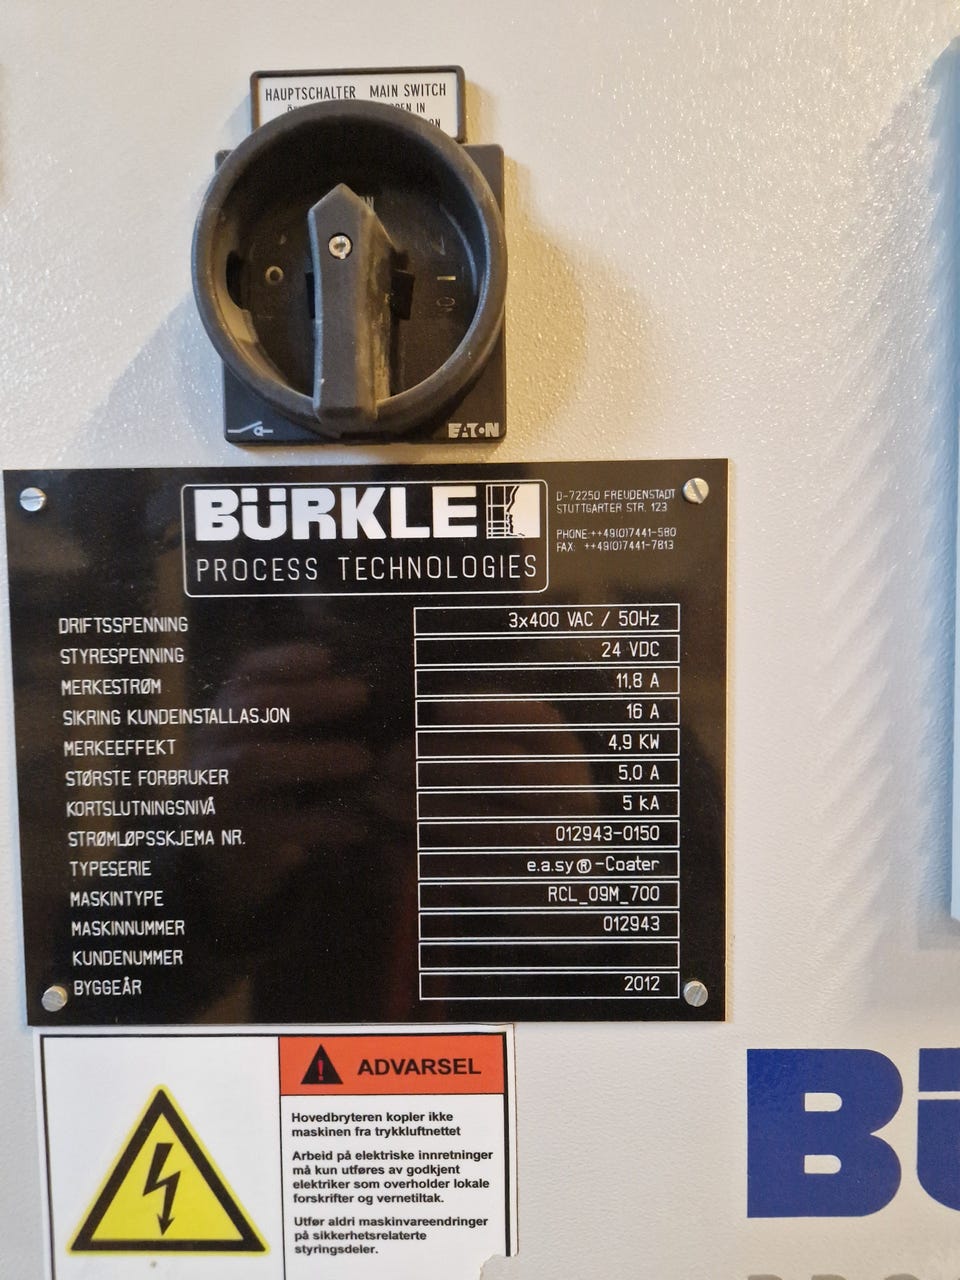 HAUPTSCHALTER MAIN SWITCH
EATON
BÜRKLE
PROCESS TECHNOLOGIES
D-72250 FREUDENSTADT
STUTTGARTER STR. 123
PHONE:++49(0)7441-580
FAX: ++49(0)7441-7813
DRIFTSSPENNING 3x400 VAC / 50Hz
STYRESPENNING 24 VDC
MERKESTRØM 11,8 A
SIKRING KUNDEINSTALLASJON 16 A
MERKEEFFEKT 4,9 KW
STØRSTE FORBRUKER 5,0 A
KORTSLUTNINGSNIVÅ 5 kA
STRØMLØPSSKJEMA NR. 012943-0150
TYPESERIE e.a.sy®-Coater
MASKINTYPE RCL_09M_700
MASKINNUMMER 012943
KUNDENUMMER
BYGGEÅR 2012
ADVARSEL
Hovedbryteren kopler ikke
maskinen fra trykkluftnettet
Arbeid på elektriske innretninger
må kun utføres av godkjent
elektriker som overholder lokale
forskrifter og vernetiltak.
Utfør aldri maskinvareendringer
på sikkerhetsrelaterte
styringsdeler.
BÜ